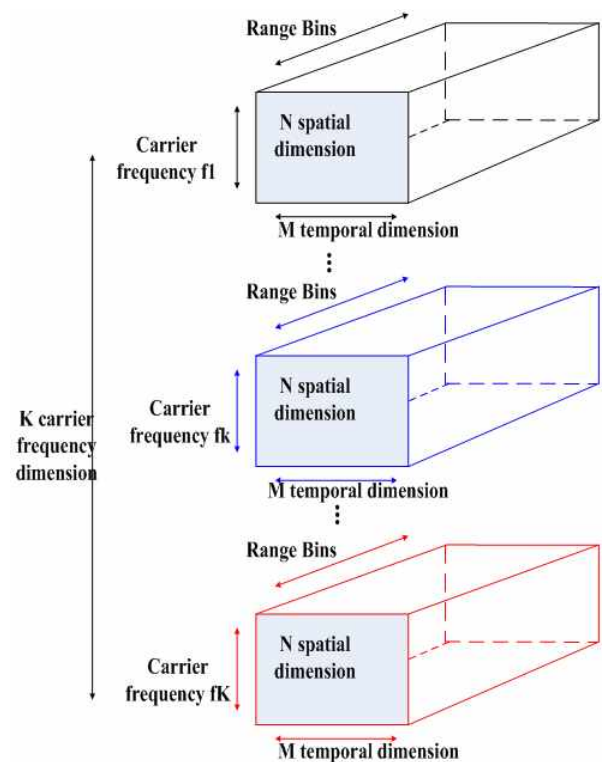 Range Bins
N spatial
dimension
Carrier
frequency f1
M temporal dimension
Range Bins
N spatial
dimension
Carrier
frequency fk
K carrier
frequency
dimension
M temporal dimension
Range Bins
N spatial
dimension
Carrier
frequency fK
M temporal dimension